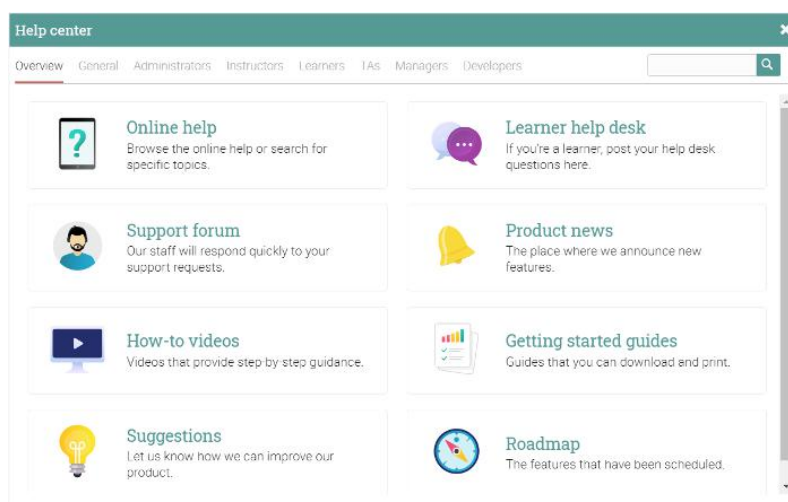 Help center
Overview General Administrators Instructors Learners TAs Managers Developers
Online help
Browse the online help or search for
specific topics.
Learner help desk
If you're a learner, post your help desk
questions here.
Support forum
Our staff will respond quickly to your
support requests.
Product news
The place where we announce new
features.
How-to videos
Videos that provide step-by-step guidance.
Getting started guides
Guides that you can download and print.
Suggestions
Let us know how we can improve our
product.
Roadmap
The features that have been scheduled.